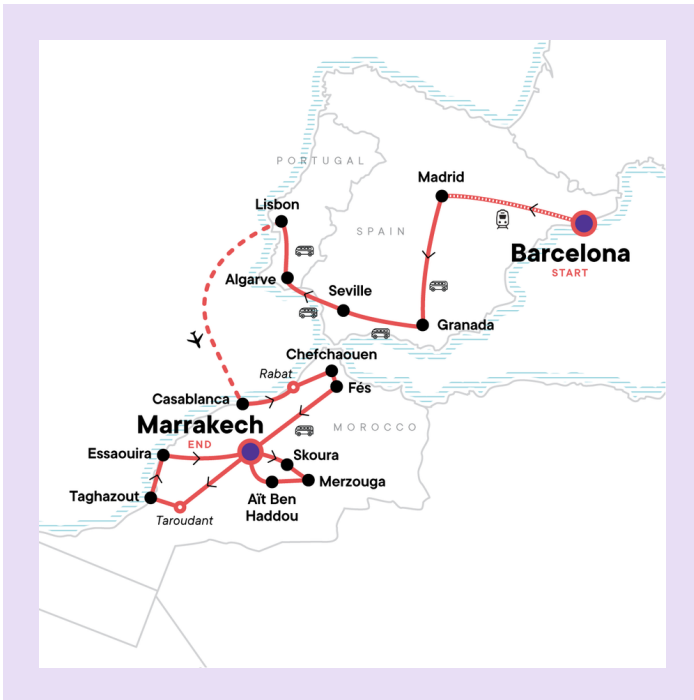 PORTUGAL
Madrid
Lisbon
SPAIN
Barcelona
START
Algarve
Seville
Granada
Chefchaouen
Rabat
Fés
Casablanca
Marrakech
END
MOROCCO
Essaouira
Skoura
Merzouga
Taghazout
Aït Ben
Haddou
Taroudant